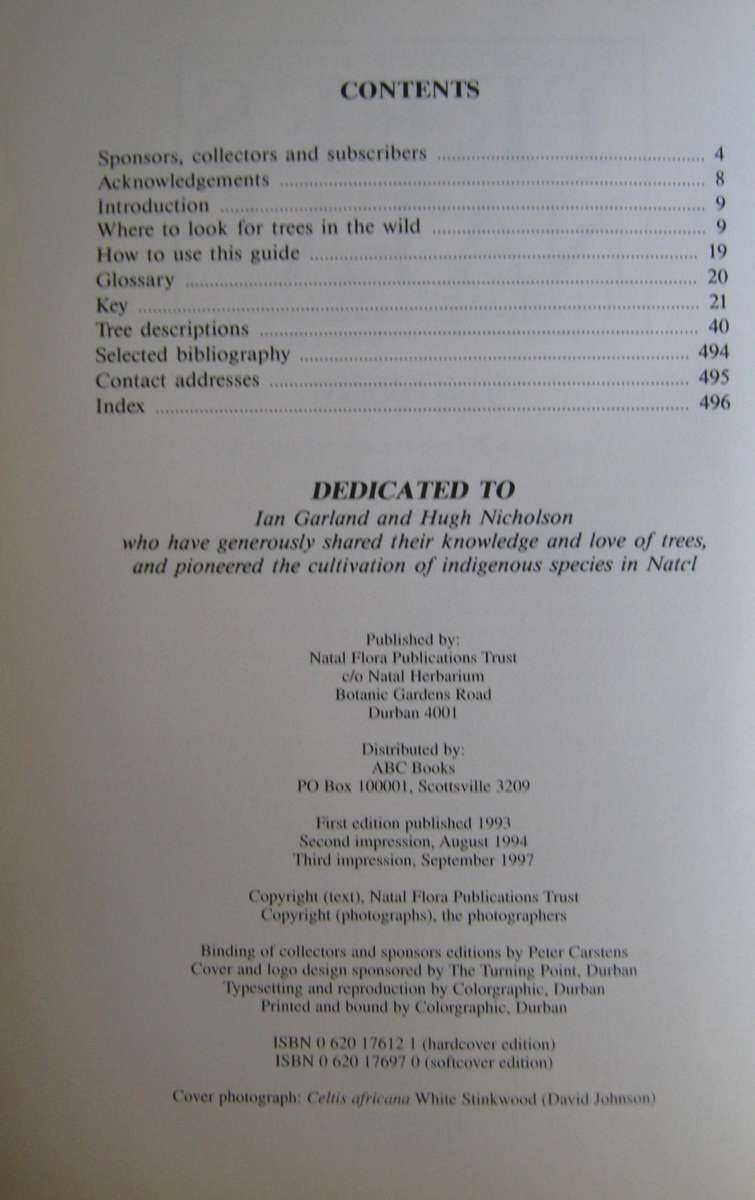 CONTENTS
Sponsors, collectors and subscribers ........................................ 4
Acknowledgements ........................................ 8
Introduction ........................................ 9
Where to look for trees in the wild ........................................ 9
How to use this guide ........................................ 19
Glossary ........................................ 20
Key ........................................ 21
Tree descriptions ........................................ 40
Selected bibliography ........................................ 494
Contact addresses ........................................ 495
Index ........................................ 496
DEDICATED TO
Ian Garland and Hugh Nicholson
who have generously shared their knowledge and love of trees,
and pioneered the cultivation of indigenous species in Natcl
Published by:
Natal Flora Publications Trust
c/o Natal Herbarium
Botanic Gardens Road
Durban 4001
Distributed by:
ABC Books
PO Box 100001, Scottsville 3209
First edition published 1993
Second impression, August 1994
Third impression, September 1997
Copyright (text), Natal Flora Publications Trust
Copyright (photographs), the photographers
Binding of collectors and sponsors editions by Peter Carstens
Cover and logo design sponsored by The Turning Point, Durban
Typesetting and reproduction by Colorgraphic, Durban
Printed and bound by Colorgraphic, Durban
ISBN 0 620 17612 1 (hardcover edition)
ISBN 0 620 17697 0 (softcover edition)
Cover photograph: Celtis africana White Stinkwood (David Johnson)